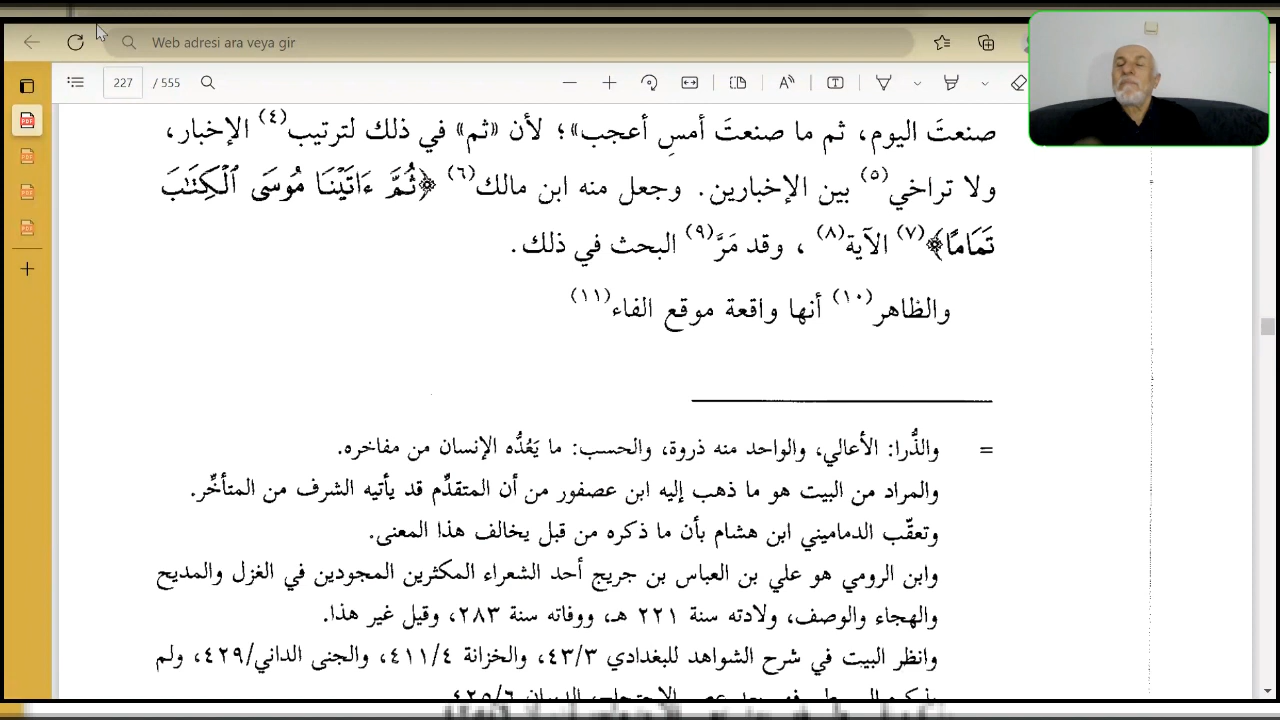 Web adresi ara veya gir
227 / 555
صنعتَ اليوم، ثم ما صنعتَ أمسِ أعجب»؛ لأن «ثم» في ذلك لترتيب(٤) الإخبار،
ولا تراخي(٥) بين الإخبارين. وجعل منه ابن مالك(٦) ﴿ثُمَّ ءَاتَيْنَا مُوسَى ٱلْكِتَـٰبَ
تَمَامًا﴾(٧) الآية(٨)، وقد مَرَّ(٩) البحث في ذلك.
والظاهر(١٠) أنها واقعة موقع الفاء(١١)
= والذُّرا: الأعالي، والواحد منه ذروة، والحسب: ما يَعُدُّه الإنسان من مفاخره.
والمراد من البيت هو ما ذهب إليه ابن عصفور من أن المتقدِّم قد يأتيه الشرف من المتأخِّر.
وتعقّب الدماميني ابن هشام بأن ما ذكره من قبل يخالف هذا المعنى.
وابن الرومي هو علي بن العباس بن جريج أحد الشعراء المكثرين المجودين في الغزل والمديح
والهجاء والوصف، ولادته سنة ٢٢١ هـ، ووفاته سنة ٢٨٣، وقيل غير هذا.
وانظر البيت في شرح الشواهد للبغدادي ٤٣/٣، والخزانة ٤١١/٤، والجنى الداني/٤٢٩، ولم